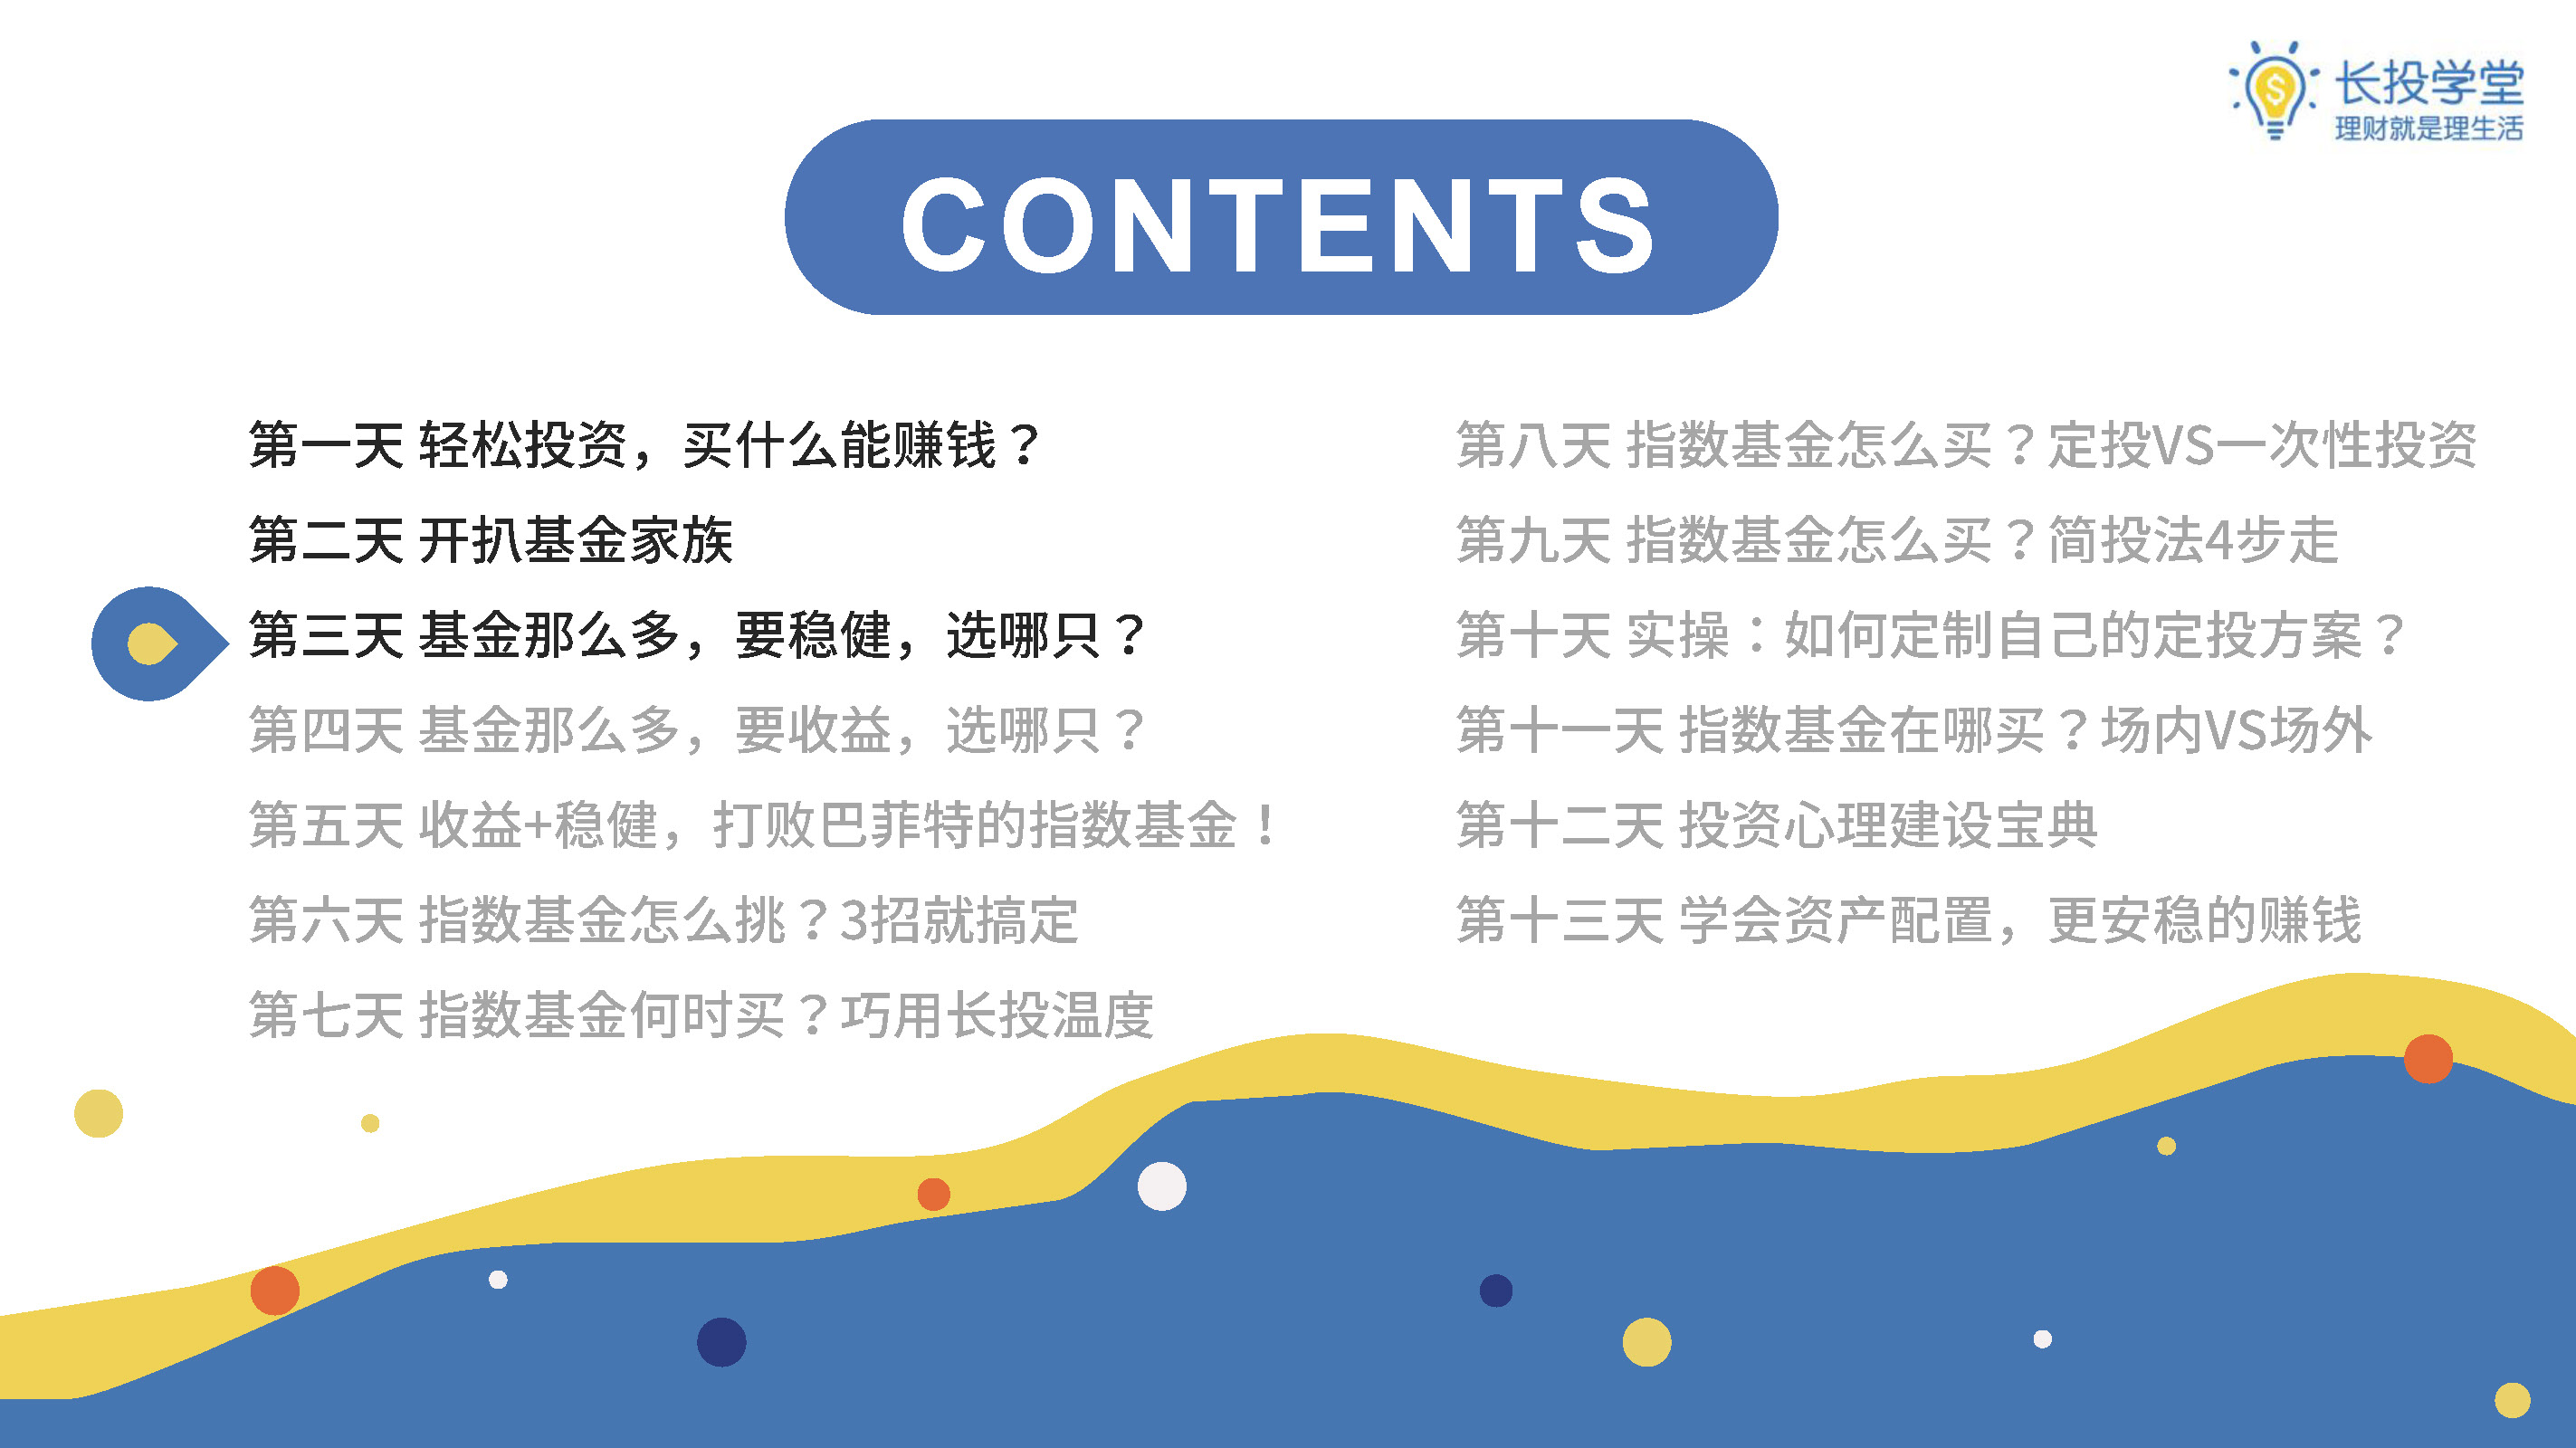 长投学堂
理财就是理生活
CONTENTS
第一天 轻松投资，买什么能赚钱？
第二天 开扒基金家族
第三天 基金那么多，要稳健，选哪只？
第四天 基金那么多，要收益，选哪只？
第五天 收益+稳健，打败巴菲特的指数基金！
第六天 指数基金怎么挑？3招就搞定
第七天 指数基金何时买？巧用长投温度
第八天 指数基金怎么买？定投VS一次性投资
第九天 指数基金怎么买？简投法4步走
第十天 实操：如何定制自己的定投方案？
第十一天 指数基金在哪买？场内VS场外
第十二天 投资心理建设宝典
第十三天 学会资产配置，更安稳的赚钱